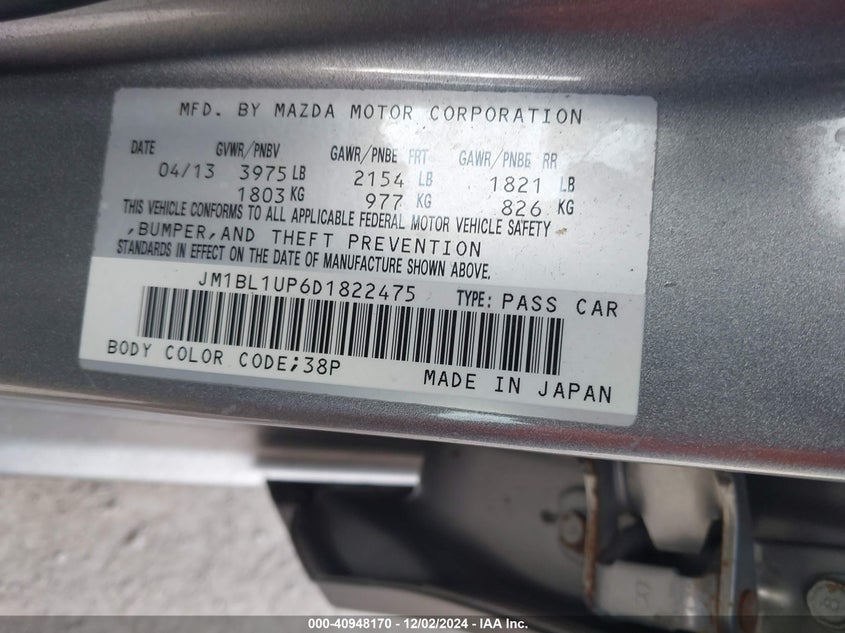 MFD. BY MAZDA MOTOR CORPORATION
DATE GVWR/PNBV GAWR/PNBE FRT GAWR/PNBE RR
04/13 3975 LB 2154 LB 1821 LB
1803 KG 977 KG 826 KG
THIS VEHICLE CONFORMS TO ALL APPLICABLE FEDERAL MOTOR VEHICLE SAFETY
,BUMPER,AND THEFT PREVENTION
STANDARDS IN EFFECT ON THE DATE OF MANUFACTURE SHOWN ABOVE.
JM1BL1UP6D1822475 TYPE: PASS CAR
BODY COLOR CODE;38P MADE IN JAPAN
R
8
000-40948170 - 12/02/2024 - IAA Inc.